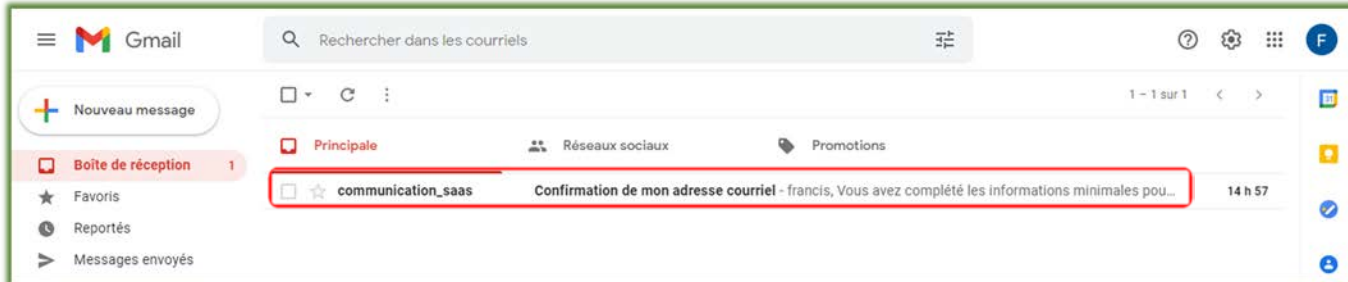 Gmail
Rechercher dans les courriels
F
Nouveau message
1 – 1 sur 1
31
Principale
Réseaux sociaux
Promotions
Boîte de réception 1
communication_saas Confirmation de mon adresse courriel - francis, Vous avez complété les informations minimales pou... 14 h 57
Favoris
Reportés
Messages envoyés